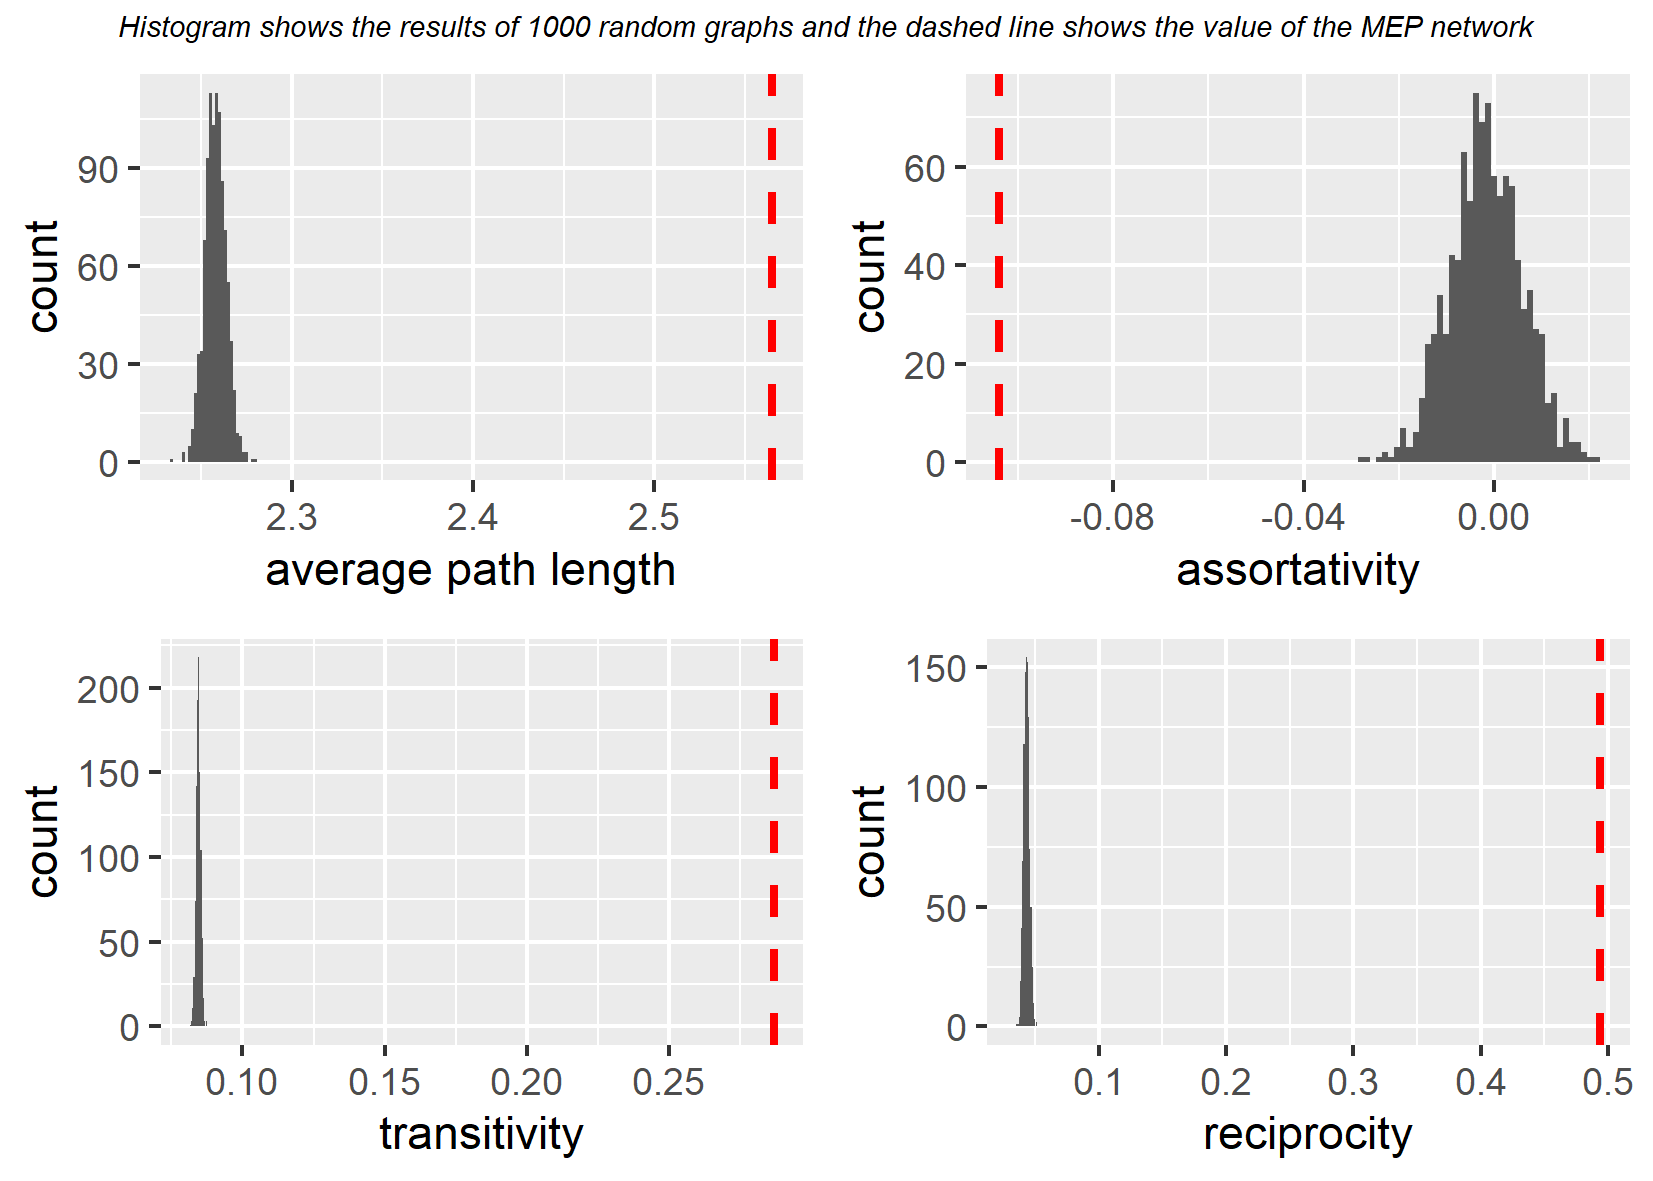 Histogram shows the results of 1000 random graphs and the dashed line shows the value of the MEP network
count
90
60
30
0
2.3 2.4 2.5
average path length
count
60
40
20
0
-0.08 -0.04 0.00
assortativity
count
200
150
100
50
0
0.10 0.15 0.20 0.25
transitivity
count
150
100
50
0
0.1 0.2 0.3 0.4 0.5
reciprocity